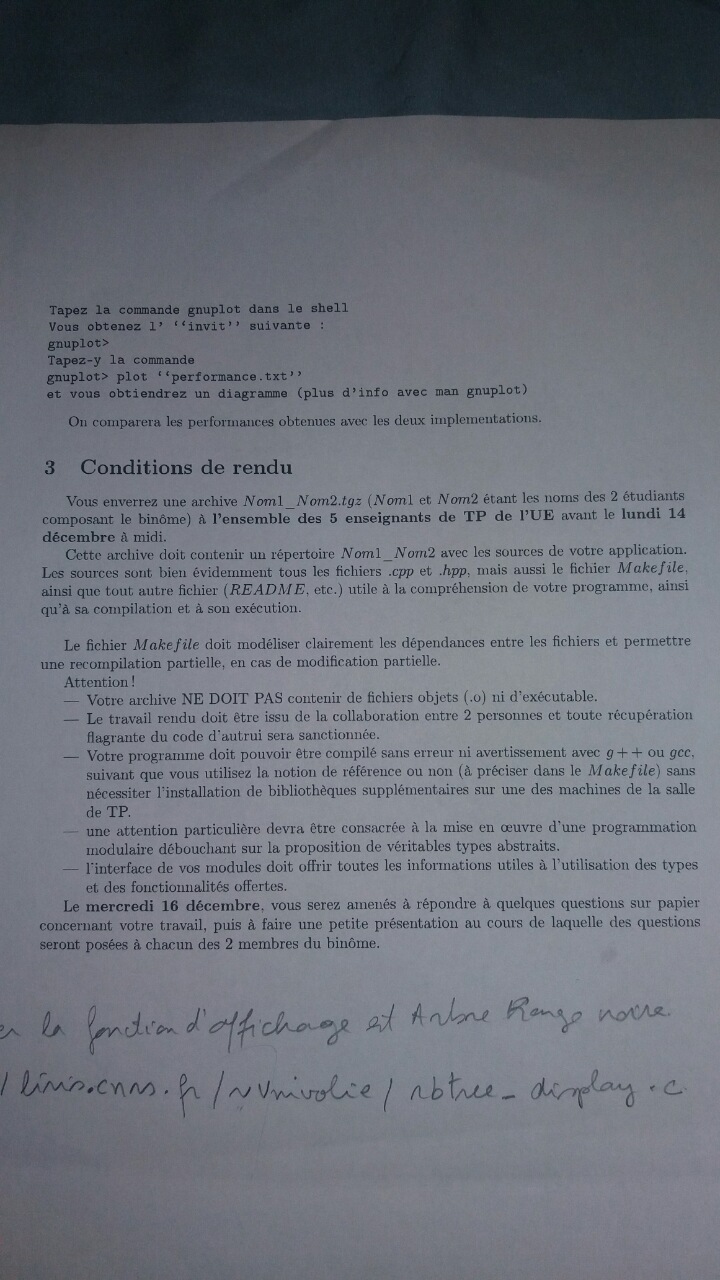 Tapez la commande gnuplot dans le shell
Vous obtenez l' ‘‘invit’’ suivante :
gnuplot>
Tapez-y la commande
gnuplot> plot ‘‘performance.txt’’
et vous obtiendrez un diagramme (plus d'info avec man gnuplot)
On comparera les performances obtenues avec les deux implementations.
3 Conditions de rendu
Vous enverrez une archive Nom1_Nom2.tgz (Nom1 et Nom2 étant les noms des 2 étudiants
composant le binôme) à l'ensemble des 5 enseignants de TP de l'UE avant le lundi 14
décembre à midi.
Cette archive doit contenir un répertoire Nom1_Nom2 avec les sources de votre application.
Les sources sont bien évidemment tous les fichiers .cpp et .hpp, mais aussi le fichier Makefile,
ainsi que tout autre fichier (README, etc.) utile à la compréhension de votre programme, ainsi
qu'à sa compilation et à son exécution.
Le fichier Makefile doit modéliser clairement les dépendances entre les fichiers et permettre
une recompilation partielle, en cas de modification partielle.
Attention !
— Votre archive NE DOIT PAS contenir de fichiers objets (.o) ni d'exécutable.
— Le travail rendu doit être issu de la collaboration entre 2 personnes et toute récupération
flagrante du code d'autrui sera sanctionnée.
— Votre programme doit pouvoir être compilé sans erreur ni avertissement avec g++ ou gcc,
suivant que vous utilisez la notion de référence ou non (à préciser dans le Makefile) sans
nécessiter l'installation de bibliothèques supplémentaires sur une des machines de la salle
de TP.
— une attention particulière devra être consacrée à la mise en œuvre d'une programmation
modulaire débouchant sur la proposition de véritables types abstraits.
— l'interface de vos modules doit offrir toutes les informations utiles à l'utilisation des types
et des fonctionnalités offertes.
Le mercredi 16 décembre, vous serez amenés à répondre à quelques questions sur papier
concernant votre travail, puis à faire une petite présentation au cours de laquelle des questions
seront posées à chacun des 2 membres du binôme.
la fonction d'affichage et Arbre Rouge noire
/ liris.cnrs.fr / / rbtree_display.c